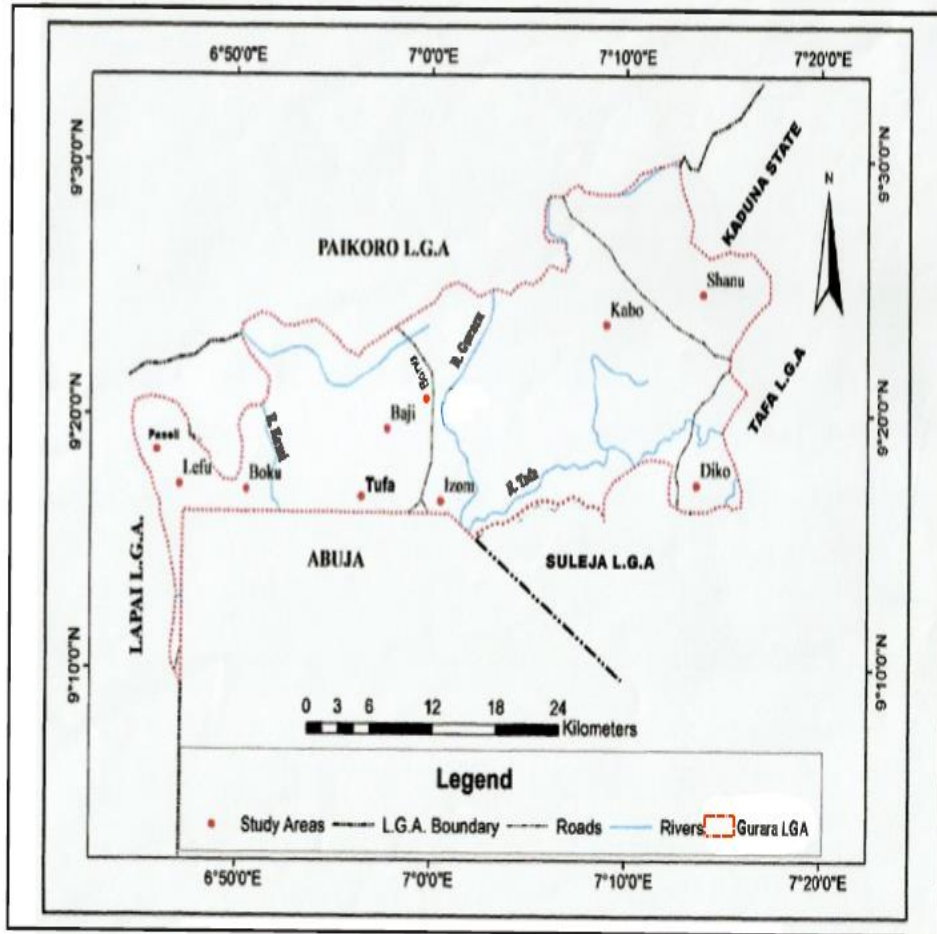 6°50'0"E 7°0'0"E 7°10'0"E 7°20'0"E
9°30'0"N
9°30'0"N
KADUNA STATE
N
PAIKORO L.G.A
Shanu
Kabo
R. Gurara
Borvo
TAFA L.G.A
9°20'0"N
9°20'0"N
Baji
R.
Lefu
Boku
Tufa
Izom
R.
Diko
LAPAI L.G.A.
ABUJA
SULEJA L.G.A
9°10'0"N
9°10'0"N
0 3 6 12 18 24
Kilometers
Legend
Study Areas L.G.A. Boundary Roads Rivers Gurara LGA
6°50'0"E 7°0'0"E 7°10'0"E 7°20'0"E